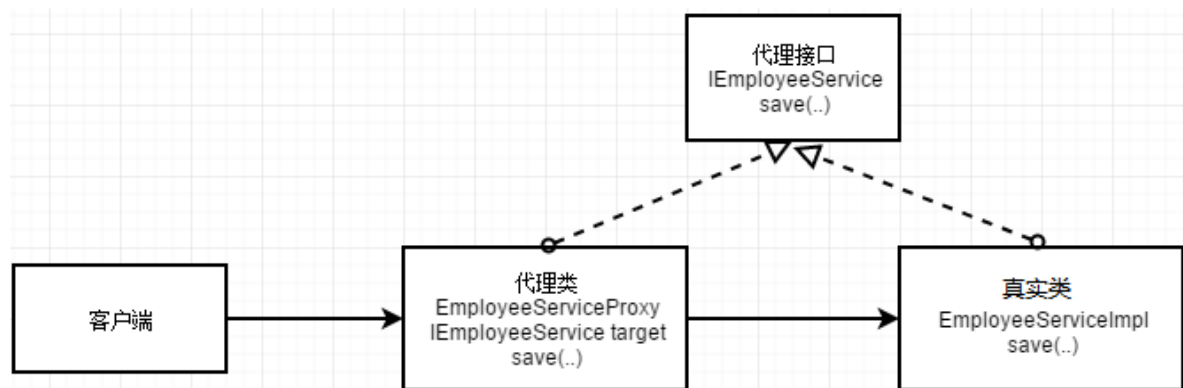 代理接口
IEmployeeService
save(..)
客户端
代理类
EmployeeServiceProxy
IEmployeeService target
save(..)
真实类
EmployeeServiceImpl
save(..)